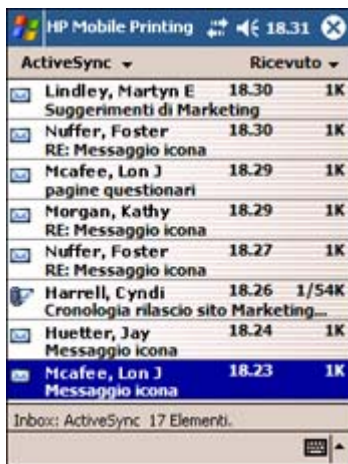 HP Mobile Printing 18.31
ActiveSync Ricevuto
Lindley, Martyn E 18.30 1K
Suggerimenti di Marketing
Nuffer, Foster 18.30 1K
RE: Messaggio icona
Mcafee, Lon J 18.29 1K
pagine questionari
Morgan, Kathy 18.29 1K
RE: Messaggio icona
Nuffer, Foster 18.27 1K
RE: Messaggio icona
Harrell, Cyndi 18.26 1/54K
Cronologia rilascio sito Marketing...
Huetter, Jay 18.24 1K
Messaggio icona
Mcafee, Lon J 18.23 1K
Messaggio icona
Inbox: ActiveSync 17 Elementi.